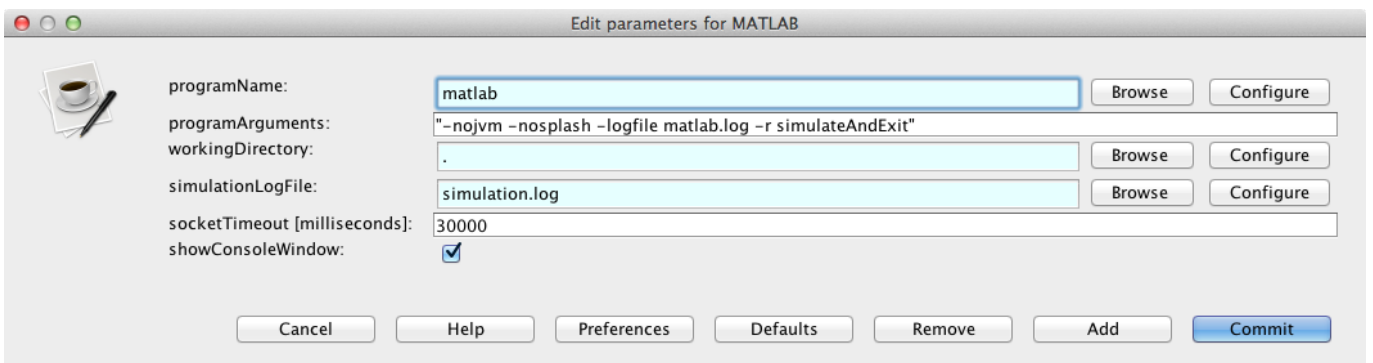 Edit parameters for MATLAB
programName: matlab Browse Configure
programArguments: "-nojvm -nosplash -logfile matlab.log -r simulateAndExit"
workingDirectory: . Browse Configure
simulationLogFile: simulation.log Browse Configure
socketTimeout [milliseconds]: 30000
showConsoleWindow:
Cancel Help Preferences Defaults Remove Add Commit